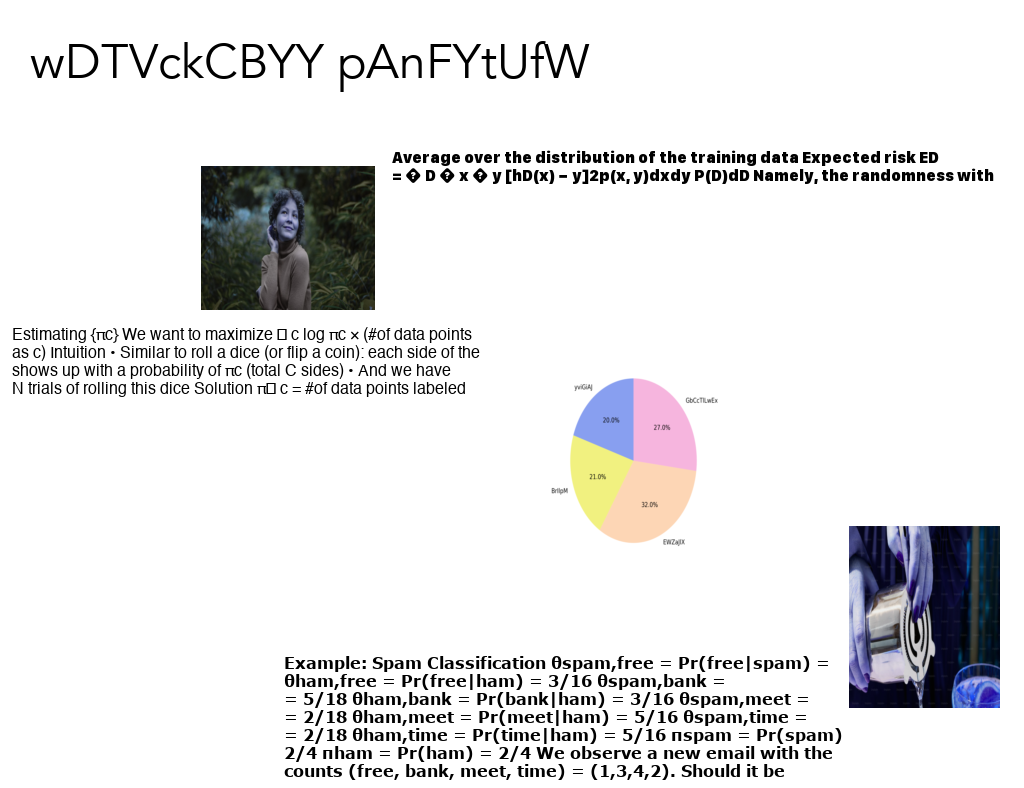 wDTVckCBYY pAnFYtUfW
Average over the distribution of the training data Expected risk ED
= � D � x � y [hD(x) − y]2p(x, y)dxdy P(D)dD Namely, the randomness with
Estimating {πc} We want to maximize □ c log πc × (#of data points
as c) Intuition • Similar to roll a dice (or flip a coin): each side of the
shows up with a probability of πc (total C sides) • And we have
N trials of rolling this dice Solution π□ c = #of data points labeled
yviGiAJ
GbCcTlLwEx
20.0%
27.0%
21.0%
BrlIpM
32.0%
EWZajlX
Example: Spam Classification θspam,free = Pr(free|spam) =
θham,free = Pr(free|ham) = 3/16 θspam,bank =
= 5/18 θham,bank = Pr(bank|ham) = 3/16 θspam,meet =
= 2/18 θham,meet = Pr(meet|ham) = 5/16 θspam,time =
= 2/18 θham,time = Pr(time|ham) = 5/16 πspam = Pr(spam)
2/4 πham = Pr(ham) = 2/4 We observe a new email with the
counts (free, bank, meet, time) = (1,3,4,2). Should it be